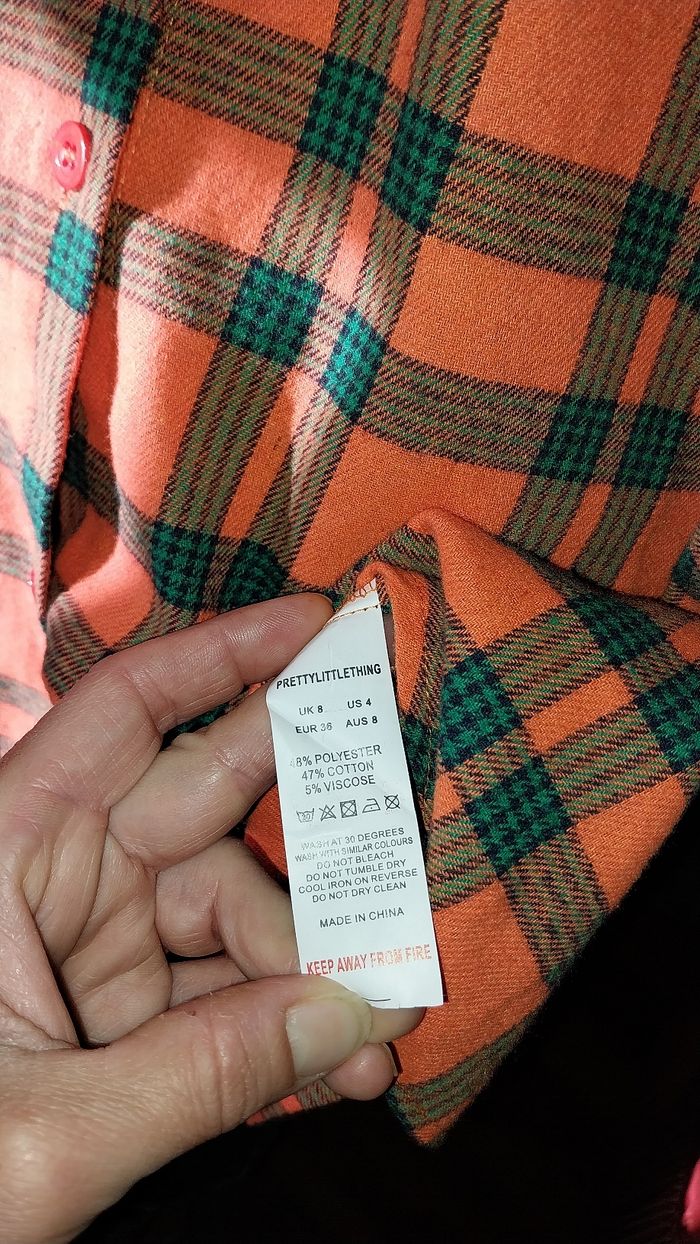 PRETTYLITTLETHING
UK 8 US 4
EUR 36 AUS 8
48% POLYESTER
47% COTTON
5% VISCOSE
WASH AT 30 DEGREES
WASH WITH SIMILAR COLOURS
DO NOT BLEACH
DO NOT TUMBLE DRY
COOL IRON ON REVERSE
DO NOT DRY CLEAN
MADE IN CHINA
KEEP AWAY FROM FIRE